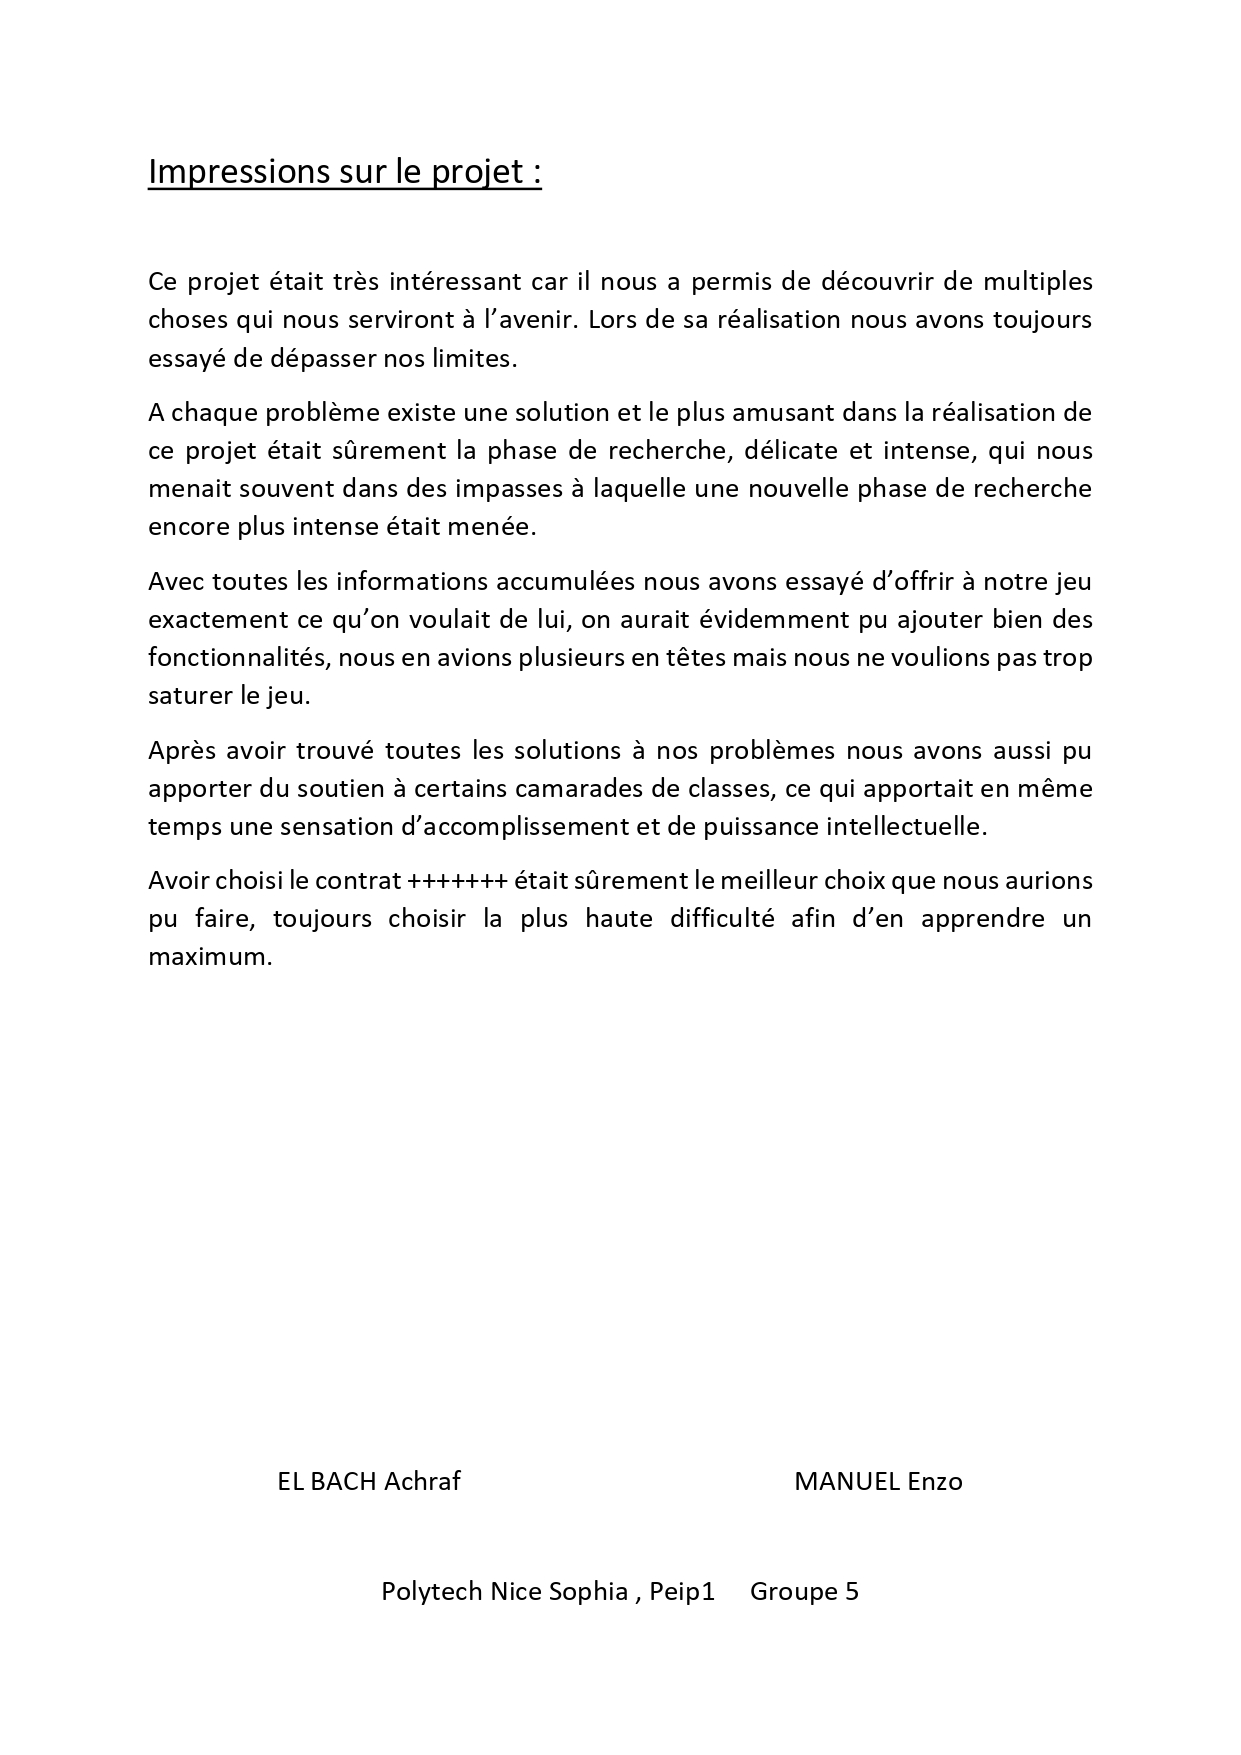 Impressions sur le projet :
Ce projet était très intéressant car il nous a permis de découvrir de multiples
choses qui nous serviront à l’avenir. Lors de sa réalisation nous avons toujours
essayé de dépasser nos limites.
A chaque problème existe une solution et le plus amusant dans la réalisation de
ce projet était sûrement la phase de recherche, délicate et intense, qui nous
menait souvent dans des impasses à laquelle une nouvelle phase de recherche
encore plus intense était menée.
Avec toutes les informations accumulées nous avons essayé d’offrir à notre jeu
exactement ce qu’on voulait de lui, on aurait évidemment pu ajouter bien des
fonctionnalités, nous en avions plusieurs en têtes mais nous ne voulions pas trop
saturer le jeu.
Après avoir trouvé toutes les solutions à nos problèmes nous avons aussi pu
apporter du soutien à certains camarades de classes, ce qui apportait en même
temps une sensation d’accomplissement et de puissance intellectuelle.
Avoir choisi le contrat +++++++ était sûrement le meilleur choix que nous aurions
pu faire, toujours choisir la plus haute difficulté afin d’en apprendre un
maximum.
EL BACH Achraf MANUEL Enzo
Polytech Nice Sophia , Peip1 Groupe 5